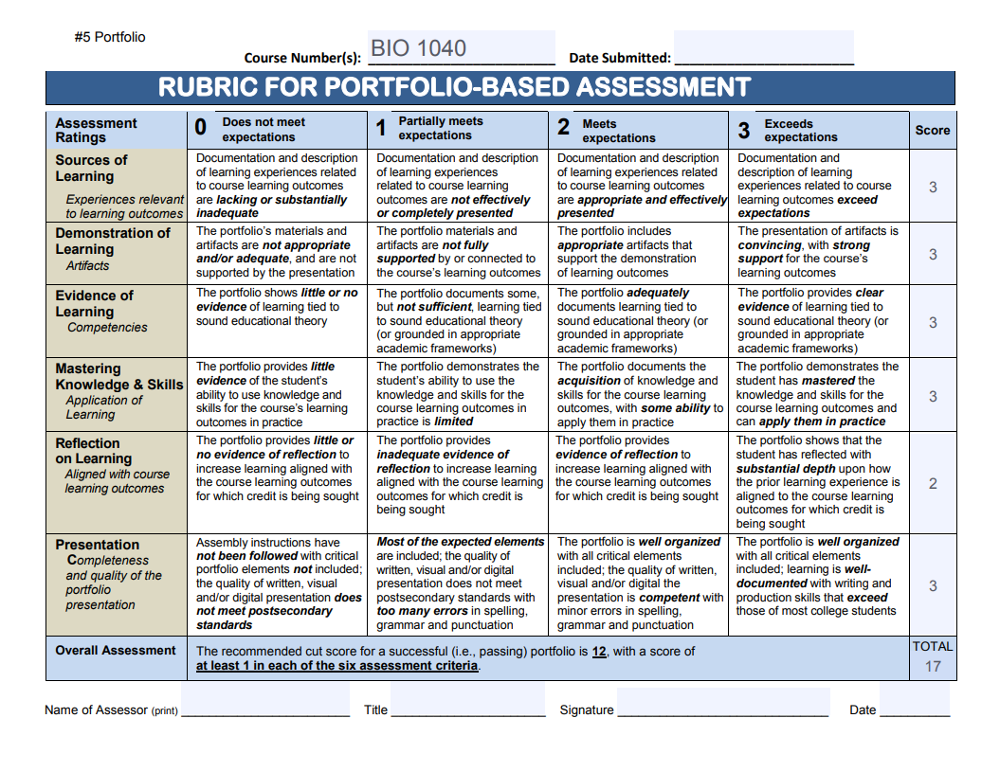 #5 Portfolio
Course Number(s): BIO 1040 Date Submitted:
RUBRIC FOR PORTFOLIO-BASED ASSESSMENT
Assessment
Ratings
0 Does not meet
expectations
1 Partially meets
expectations
2 Meets
expectations
3 Exceeds
expectations
Score
Sources of
Learning
Experiences relevant
to learning outcomes
Documentation and description
of learning experiences related
to course learning outcomes
are lacking or substantially
inadequate
Documentation and description
of learning experiences
related to course learning
outcomes are not effectively
or completely presented
Documentation and description
of learning experiences related
to course learning outcomes
are appropriate and effectively
presented
Documentation and
description of learning
experiences related to course
learning outcomes exceed
expectations
3
Demonstration of
Learning
Artifacts
The portfolio's materials and
artifacts are not appropriate
and/or adequate, and are not
supported by the presentation
The portfolio materials and
artifacts are not fully
supported by or connected to
the course's learning outcomes
The portfolio includes
appropriate artifacts that
support the demonstration
of learning outcomes
The presentation of artifacts is
convincing, with strong
support for the course's
learning outcomes
3
Evidence of
Learning
Competencies
The portfolio shows little or no
evidence of learning tied to
sound educational theory
The portfolio documents some,
but not sufficient, learning tied
to sound educational theory
(or grounded in appropriate
academic frameworks)
The portfolio adequately
documents learning tied to
sound educational theory (or
grounded in appropriate
academic frameworks)
The portfolio provides clear
evidence of learning tied to
sound educational theory (or
grounded in appropriate
academic frameworks)
3
Mastering
Knowledge & Skills
Application of
Learning
The portfolio provides little
evidence of the student's
ability to use knowledge and
skills for the course's learning
outcomes in practice
The portfolio demonstrates the
student's ability to use the
knowledge and skills for the
course learning outcomes in
practice is limited
The portfolio documents the
acquisition of knowledge and
skills for the course learning
outcomes, with some ability to
apply them in practice
The portfolio demonstrates the
student has mastered the
knowledge and skills for the
course learning outcomes and
can apply them in practice
3
Reflection
on Learning
Aligned with course
learning outcomes
The portfolio provides little or
no evidence of reflection to
increase learning aligned with
the course learning outcomes
for which credit is being sought
The portfolio provides
inadequate evidence of
reflection to increase learning
aligned with the course learning
outcomes for which credit is
being sought
The portfolio provides
evidence of reflection to
increase learning aligned with
the course learning outcomes
for which credit is being sought
The portfolio shows that the
student has reflected with
substantial depth upon how
the prior learning experience is
aligned to the course learning
outcomes for which credit is
being sought
2
Presentation
Completeness
and quality of the
portfolio
presentation
Assembly instructions have
not been followed with critical
portfolio elements not included;
the quality of written, visual
and/or digital presentation does
not meet postsecondary
standards
Most of the expected elements
are included; the quality of
written, visual and/or digital
presentation does not meet
postsecondary standards with
too many errors in spelling,
grammar and punctuation
The portfolio is well organized
with all critical elements
included; the quality of written,
visual and/or digital the
presentation is competent with
minor errors in spelling,
grammar and punctuation
The portfolio is well organized
with all critical elements
included; learning is well-
documented with writing and
production skills that exceed
those of most college students
3
Overall Assessment
The recommended cut score for a successful (i.e., passing) portfolio is 12, with a score of
at least 1 in each of the six assessment criteria.
TOTAL
17
Name of Assessor (print) Title Signature Date